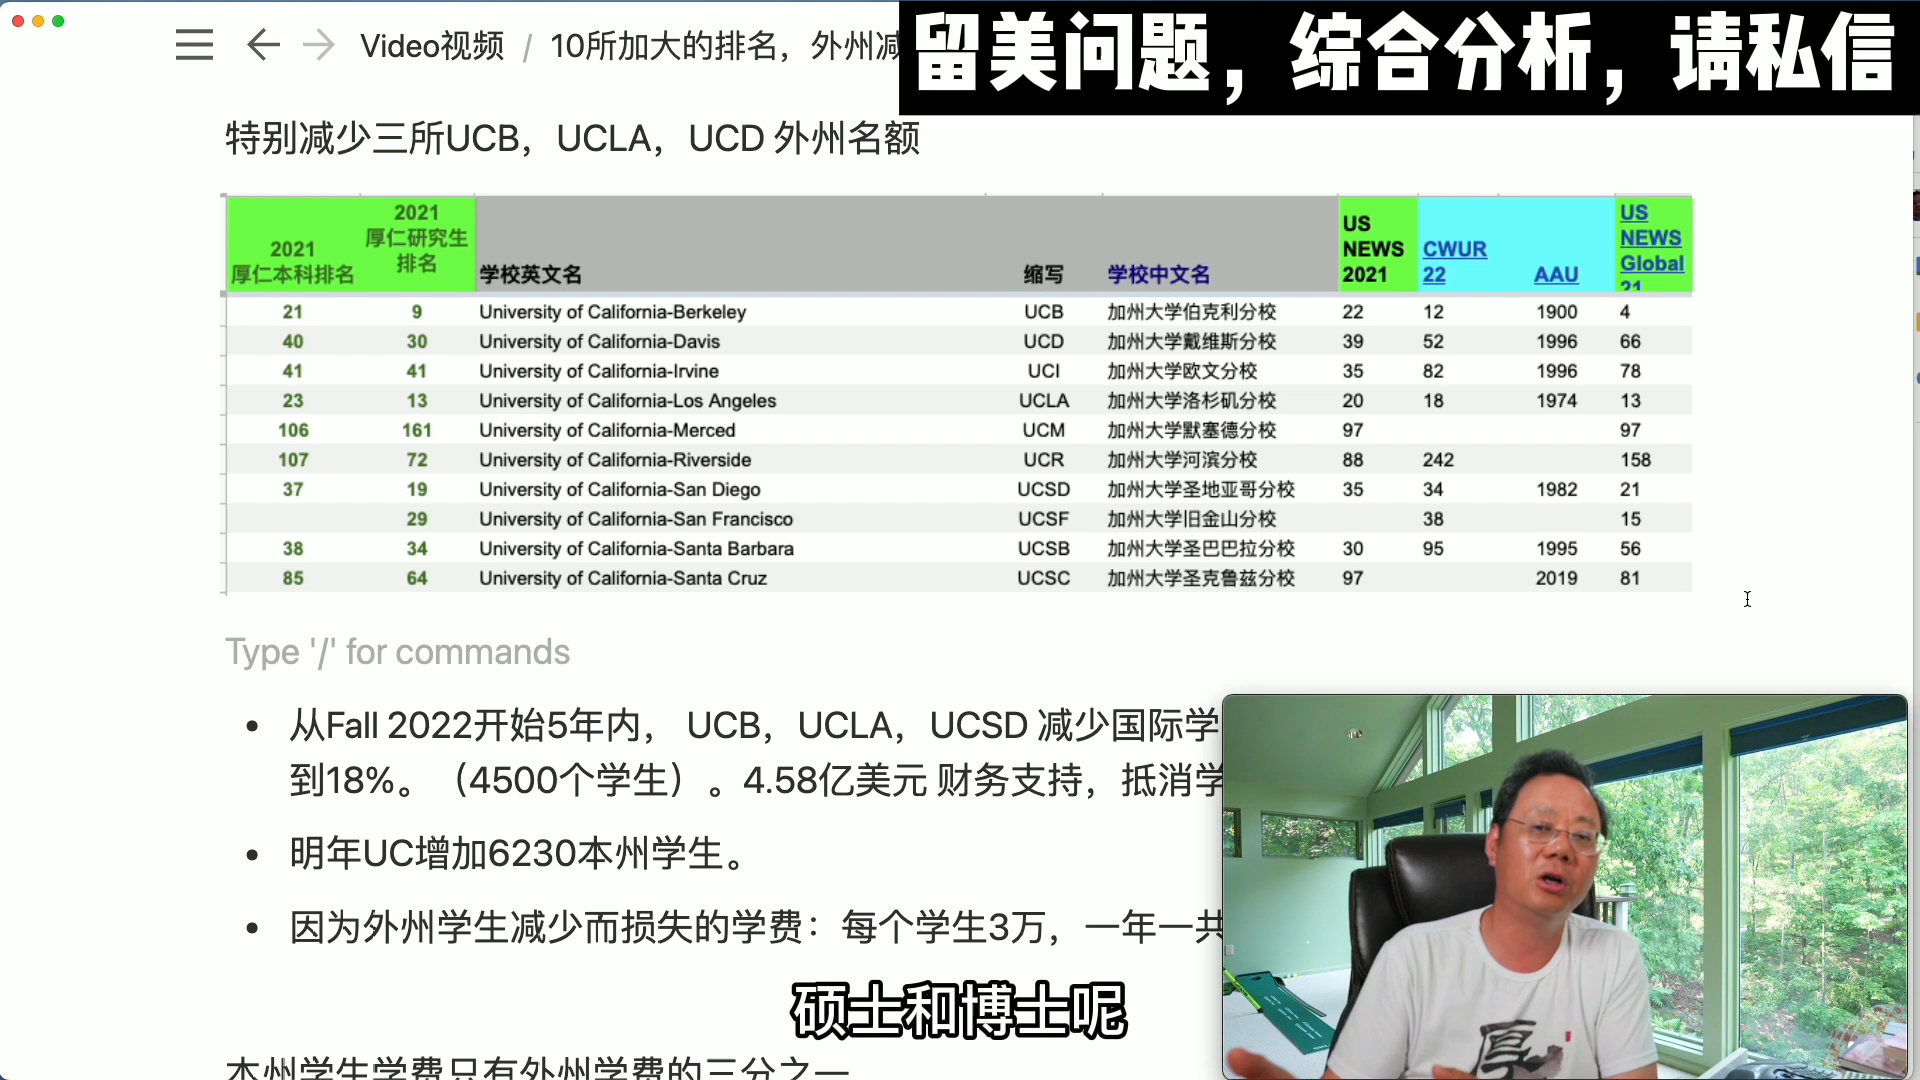 留美问题，综合分析，请私信
Video视频 / 10所加大的排名，外州减
特别减少三所UCB，UCLA，UCD 外州名额
2021 厚仁本科排名 2021 厚仁研究生 排名 学校英文名 缩写 学校中文名 US NEWS 2021 CWUR 22 AAU US NEWS Global 21
21 9 University of California-Berkeley UCB 加州大学伯克利分校 22 12 1900 4
40 30 University of California-Davis UCD 加州大学戴维斯分校 39 52 1996 66
41 41 University of California-Irvine UCI 加州大学欧文分校 35 82 1996 78
23 13 University of California-Los Angeles UCLA 加州大学洛杉矶分校 20 18 1974 13
106 161 University of California-Merced UCM 加州大学默塞德分校 97 97
107 72 University of California-Riverside UCR 加州大学河滨分校 88 242 158
37 19 University of California-San Diego UCSD 加州大学圣地亚哥分校 35 34 1982 21
29 University of California-San Francisco UCSF 加州大学旧金山分校 38 15
38 34 University of California-Santa Barbara UCSB 加州大学圣巴巴拉分校 30 95 1995 56
85 64 University of California-Santa Cruz UCSC 加州大学圣克鲁兹分校 97 2019 81
Type '/' for commands
• 从Fall 2022开始5年内， UCB，UCLA，UCSD 减少国际学
到18%。（4500个学生）。4.58亿美元 财务支持，抵消学
• 明年UC增加6230本州学生。
• 因为外州学生减少而损失的学费：每个学生3万，一年一共
硕士和博士呢
本州学生学费只有外州学费的三分之一
厚